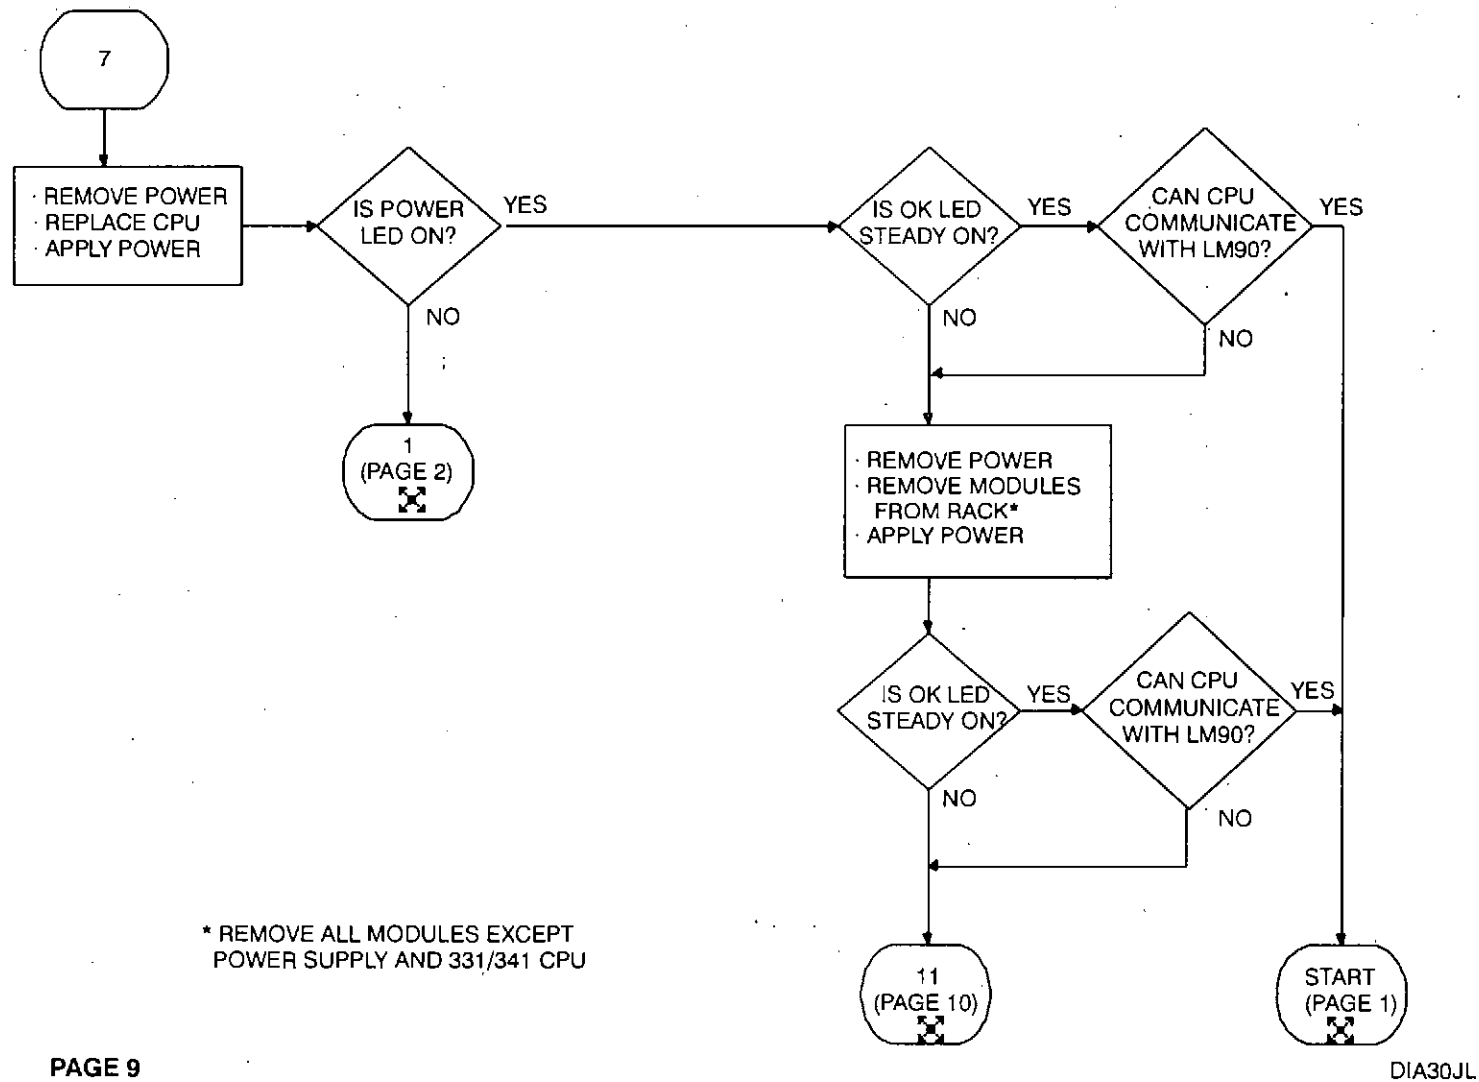 7
· REMOVE POWER
· REPLACE CPU
· APPLY POWER
IS POWER
LED ON?
YES
NO
1
(PAGE 2)
IS OK LED
STEADY ON?
YES
NO
CAN CPU
COMMUNICATE
WITH LM90?
YES
NO
· REMOVE POWER
· REMOVE MODULES
FROM RACK*
· APPLY POWER
IS OK LED
STEADY ON?
YES
NO
CAN CPU
COMMUNICATE
WITH LM90?
YES
NO
11
(PAGE 10)
START
(PAGE 1)
* REMOVE ALL MODULES EXCEPT
POWER SUPPLY AND 331/341 CPU
PAGE 9
DIA30JL